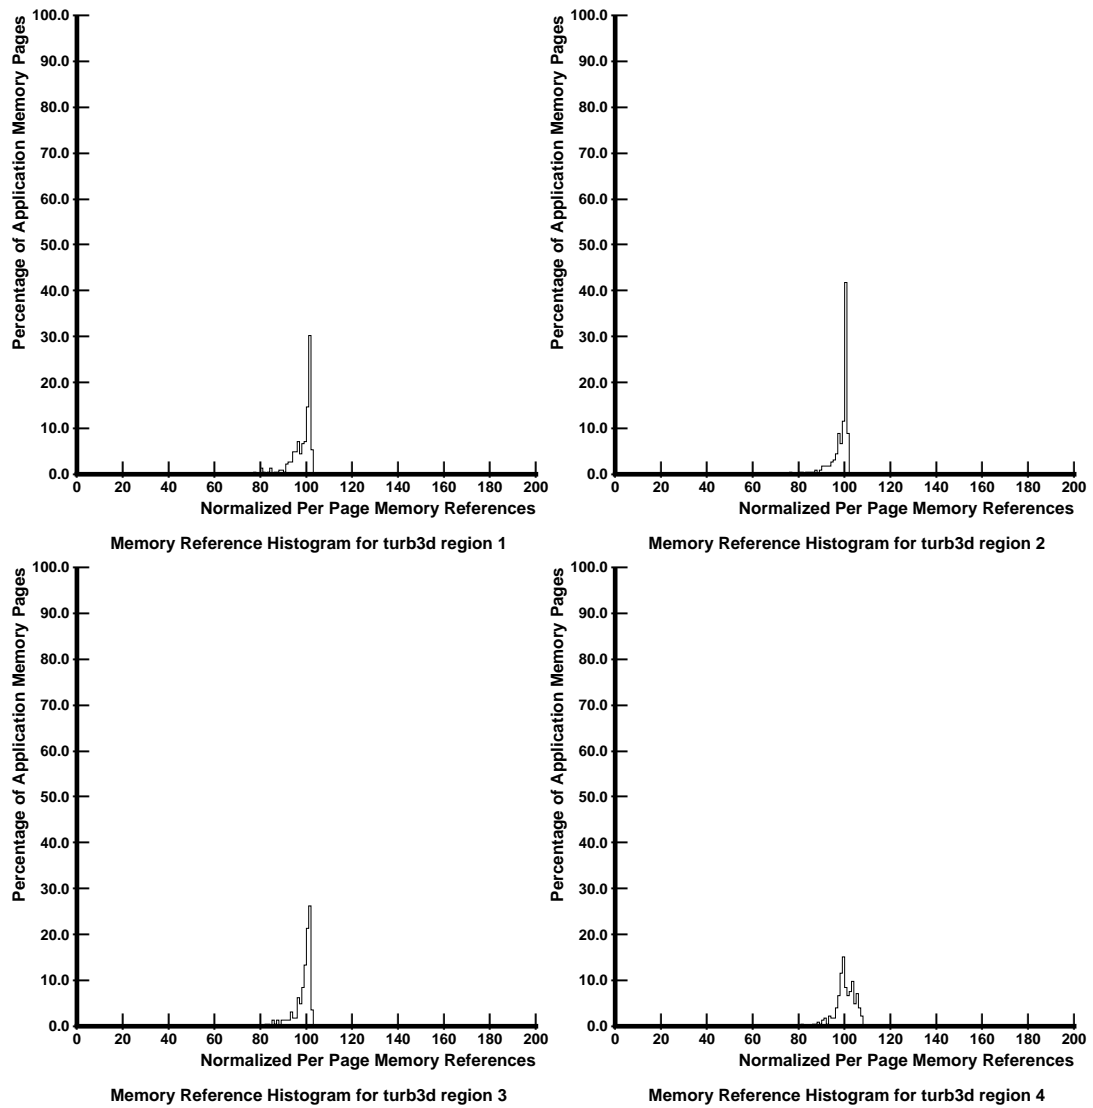 Percentage of Application Memory Pages
100.0
90.0
80.0
70.0
60.0
50.0
40.0
30.0
20.0
10.0
0.0
0 20 40 60 80 100 120 140 160 180 200
Normalized Per Page Memory References
Memory Reference Histogram for turb3d region 1
Percentage of Application Memory Pages
100.0
90.0
80.0
70.0
60.0
50.0
40.0
30.0
20.0
10.0
0.0
0 20 40 60 80 100 120 140 160 180 200
Normalized Per Page Memory References
Memory Reference Histogram for turb3d region 2
Percentage of Application Memory Pages
100.0
90.0
80.0
70.0
60.0
50.0
40.0
30.0
20.0
10.0
0.0
0 20 40 60 80 100 120 140 160 180 200
Normalized Per Page Memory References
Memory Reference Histogram for turb3d region 3
Percentage of Application Memory Pages
100.0
90.0
80.0
70.0
60.0
50.0
40.0
30.0
20.0
10.0
0.0
0 20 40 60 80 100 120 140 160 180 200
Normalized Per Page Memory References
Memory Reference Histogram for turb3d region 4